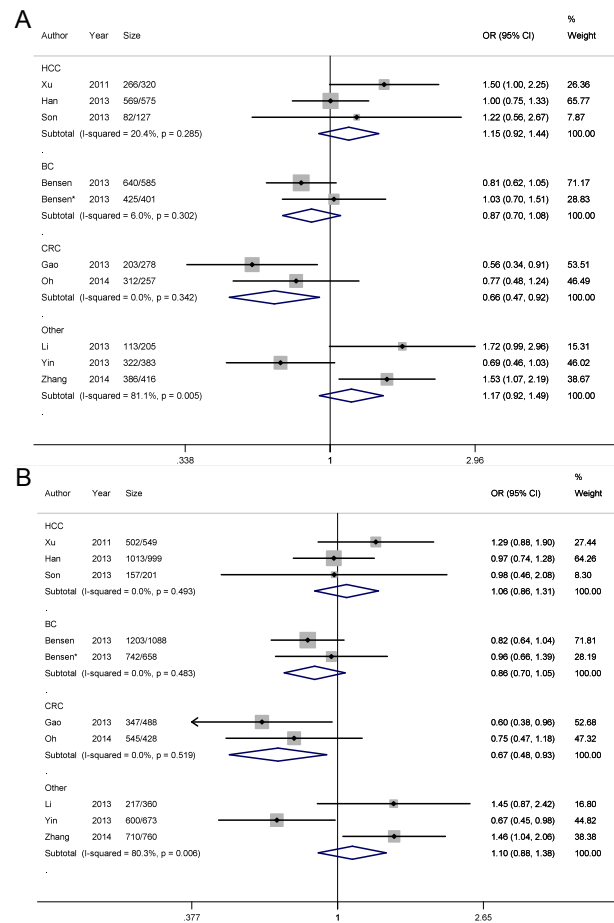 A
%
Author Year Size OR (95% CI) Weight
HCC
Xu 2011 266/320 1.50 (1.00, 2.25) 26.36
Han 2013 569/575 1.00 (0.75, 1.33) 65.77
Son 2013 82/127 1.22 (0.56, 2.67) 7.87
Subtotal (I-squared = 20.4%, p = 0.285) 1.15 (0.92, 1.44) 100.00
.
BC
Bensen 2013 640/585 0.81 (0.62, 1.05) 71.17
Bensen* 2013 425/401 1.03 (0.70, 1.51) 28.83
Subtotal (I-squared = 6.0%, p = 0.302) 0.87 (0.70, 1.08) 100.00
.
CRC
Gao 2013 203/278 0.56 (0.34, 0.91) 53.51
Oh 2014 312/257 0.77 (0.48, 1.24) 46.49
Subtotal (I-squared = 0.0%, p = 0.342) 0.66 (0.47, 0.92) 100.00
.
Other
Li 2013 113/205 1.72 (0.99, 2.96) 15.31
Yin 2013 322/383 0.69 (0.46, 1.03) 46.02
Zhang 2014 386/416 1.53 (1.07, 2.19) 38.67
Subtotal (I-squared = 81.1%, p = 0.005) 1.17 (0.92, 1.49) 100.00
.
.338 1 2.96
B
%
Author Year Size OR (95% CI) Weight
HCC
Xu 2011 502/549 1.29 (0.88, 1.90) 27.44
Han 2013 1013/999 0.97 (0.74, 1.28) 64.26
Son 2013 157/201 0.98 (0.46, 2.08) 8.30
Subtotal (I-squared = 0.0%, p = 0.493) 1.06 (0.86, 1.31) 100.00
.
BC
Bensen 2013 1203/1088 0.82 (0.64, 1.04) 71.81
Bensen* 2013 742/658 0.96 (0.66, 1.39) 28.19
Subtotal (I-squared = 0.0%, p = 0.483) 0.86 (0.70, 1.05) 100.00
.
CRC
Gao 2013 347/488 0.60 (0.38, 0.96) 52.68
Oh 2014 545/428 0.75 (0.47, 1.18) 47.32
Subtotal (I-squared = 0.0%, p = 0.519) 0.67 (0.48, 0.93) 100.00
.
Other
Li 2013 217/360 1.45 (0.87, 2.42) 16.80
Yin 2013 600/673 0.67 (0.45, 0.98) 44.82
Zhang 2014 710/760 1.46 (1.04, 2.06) 38.38
Subtotal (I-squared = 80.3%, p = 0.006) 1.10 (0.88, 1.38) 100.00
.
.377 1 2.65